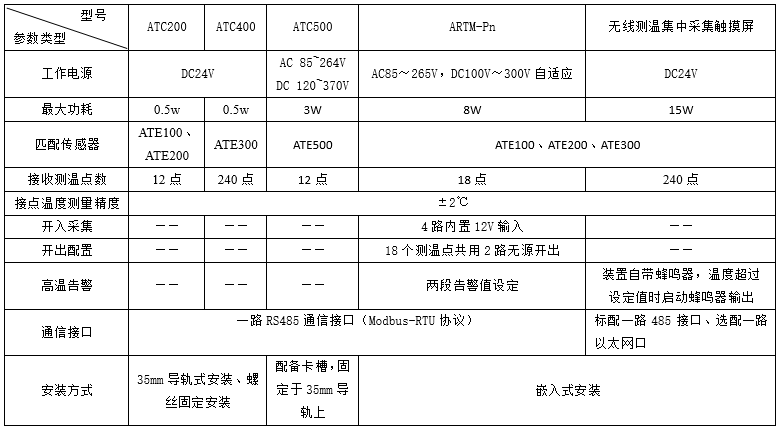 型号
参数类型
ATC200 ATC400 ATC500 ARTM-Pn 无线测温集中采集触摸屏
工作电源 DC24V AC 85~264V
DC 120~370V AC85～265V，DC100V～300V 自适应 DC24V
最大功耗 0.5w 0.5w 3W 8W 15W
匹配传感器 ATE100、
ATE200 ATE300 ATE500 ATE100、ATE200、ATE300
接收测温点数 12 点 240 点 12 点 18 点 240 点
接点温度测量精度 ±2℃
开入采集 —— —— —— 4 路内置 12V 输入 ——
开出配置 —— —— —— 18 个测温点共用 2 路无源开出 ——
高温告警 —— —— —— 两段告警值设定 装置自带蜂鸣器，温度超过
设定值时启动蜂鸣器输出
通信接口 一路 RS485 通信接口（Modbus-RTU 协议） 标配一路 485 接口、选配一路
以太网口
安装方式 35mm 导轨式安装、螺
丝固定安装 配备卡槽，固
定于 35mm 导
轨上 嵌入式安装